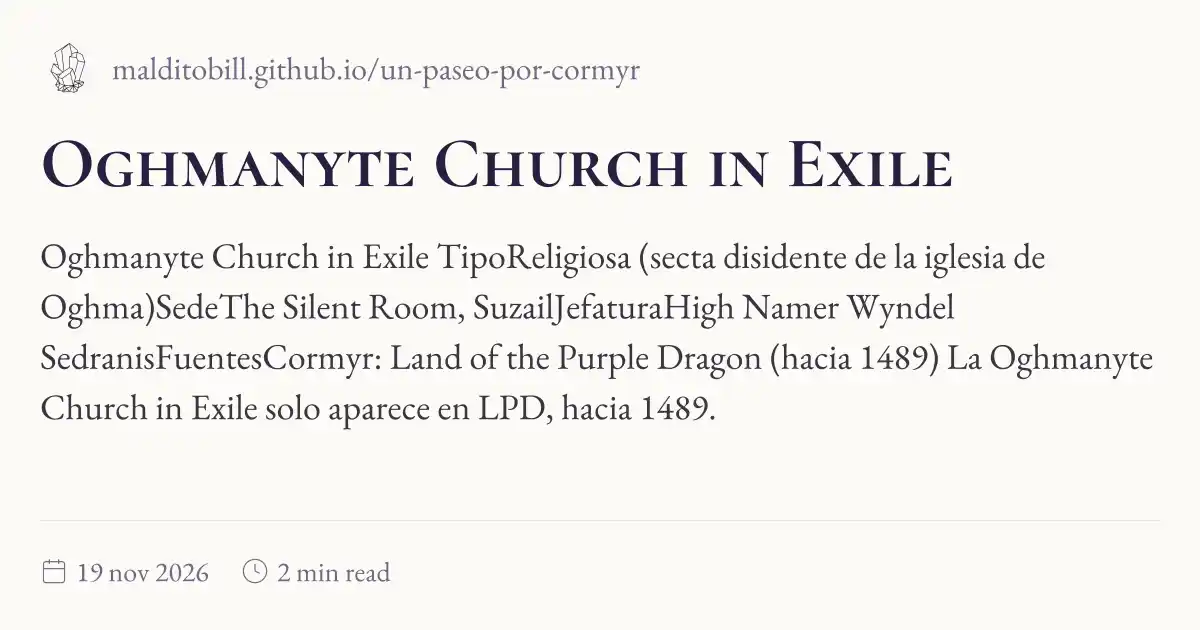 malditobill.github.io/un-paseo-por-cormyr
Oghmanyte Church in Exile
Oghmanyte Church in Exile TipoReligiosa (secta disidente de la iglesia de
Oghma)SedeThe Silent Room, SuzailJefaturaHigh Namer Wyndel
SedranisFuentesCormyr: Land of the Purple Dragon (hacia 1489) La Oghmanyte
Church in Exile solo aparece en LPD, hacia 1489.
19 nov 2026
2 min read